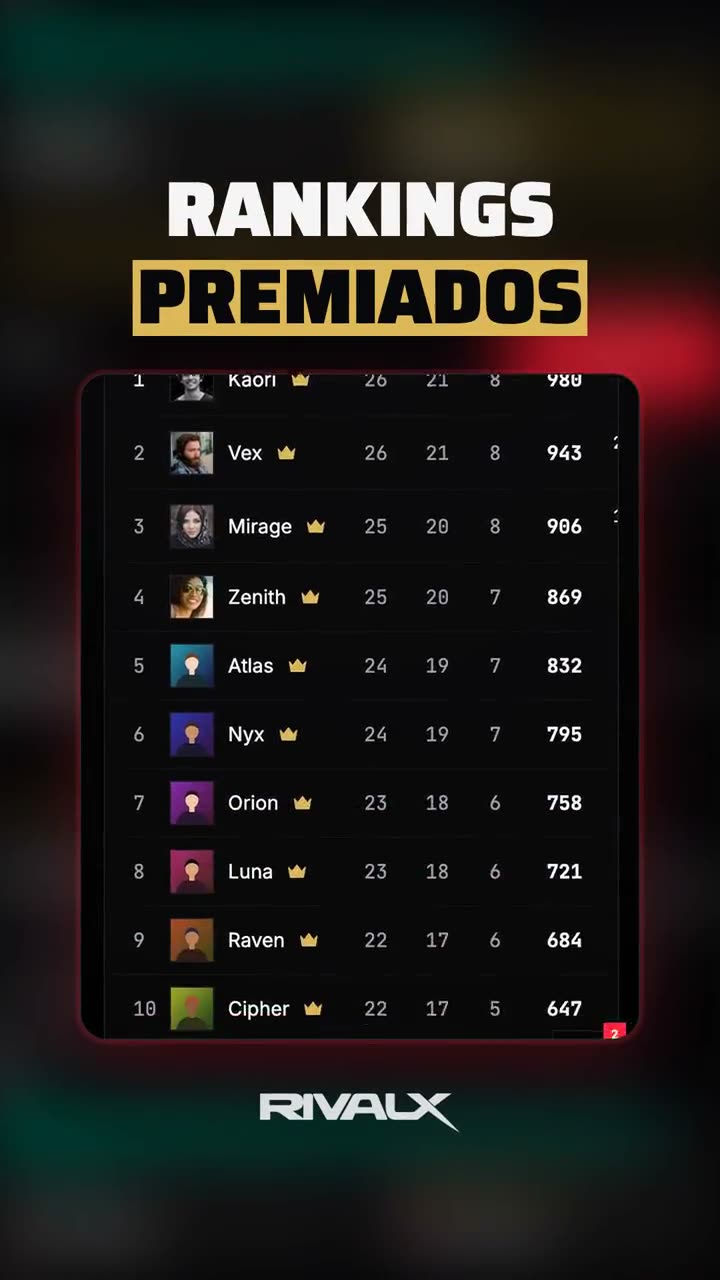 RANKINGS
PREMIADOS
1 Kaori 26 21 8 980
2 Vex 26 21 8 943
3 Mirage 25 20 8 906
4 Zenith 25 20 7 869
5 Atlas 24 19 7 832
6 Nyx 24 19 7 795
7 Orion 23 18 6 758
8 Luna 23 18 6 721
9 Raven 22 17 6 684
10 Cipher 22 17 5 647
2
RIVALX